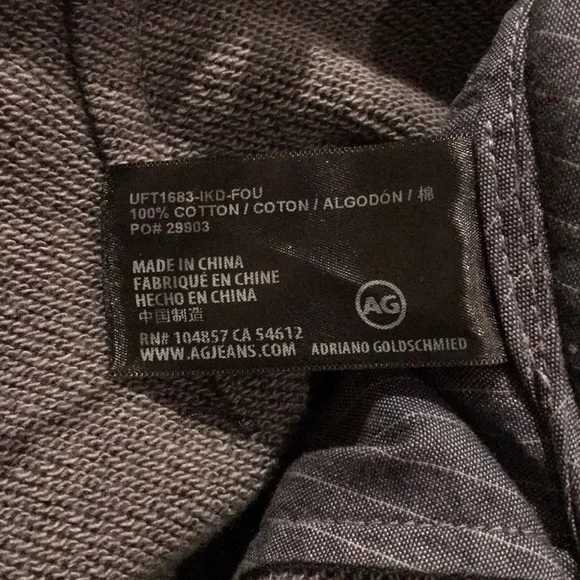 UFT1683-IKD-FOU
100% COTTON / COTON / ALGODÓN / 棉
PO# 29903
MADE IN CHINA
FABRIQUÉ EN CHINE
HECHO EN CHINA
中国制造
RN# 104857 CA 54612
WWW.AGJEANS.COM
AG
ADRIANO GOLDSCHMIED